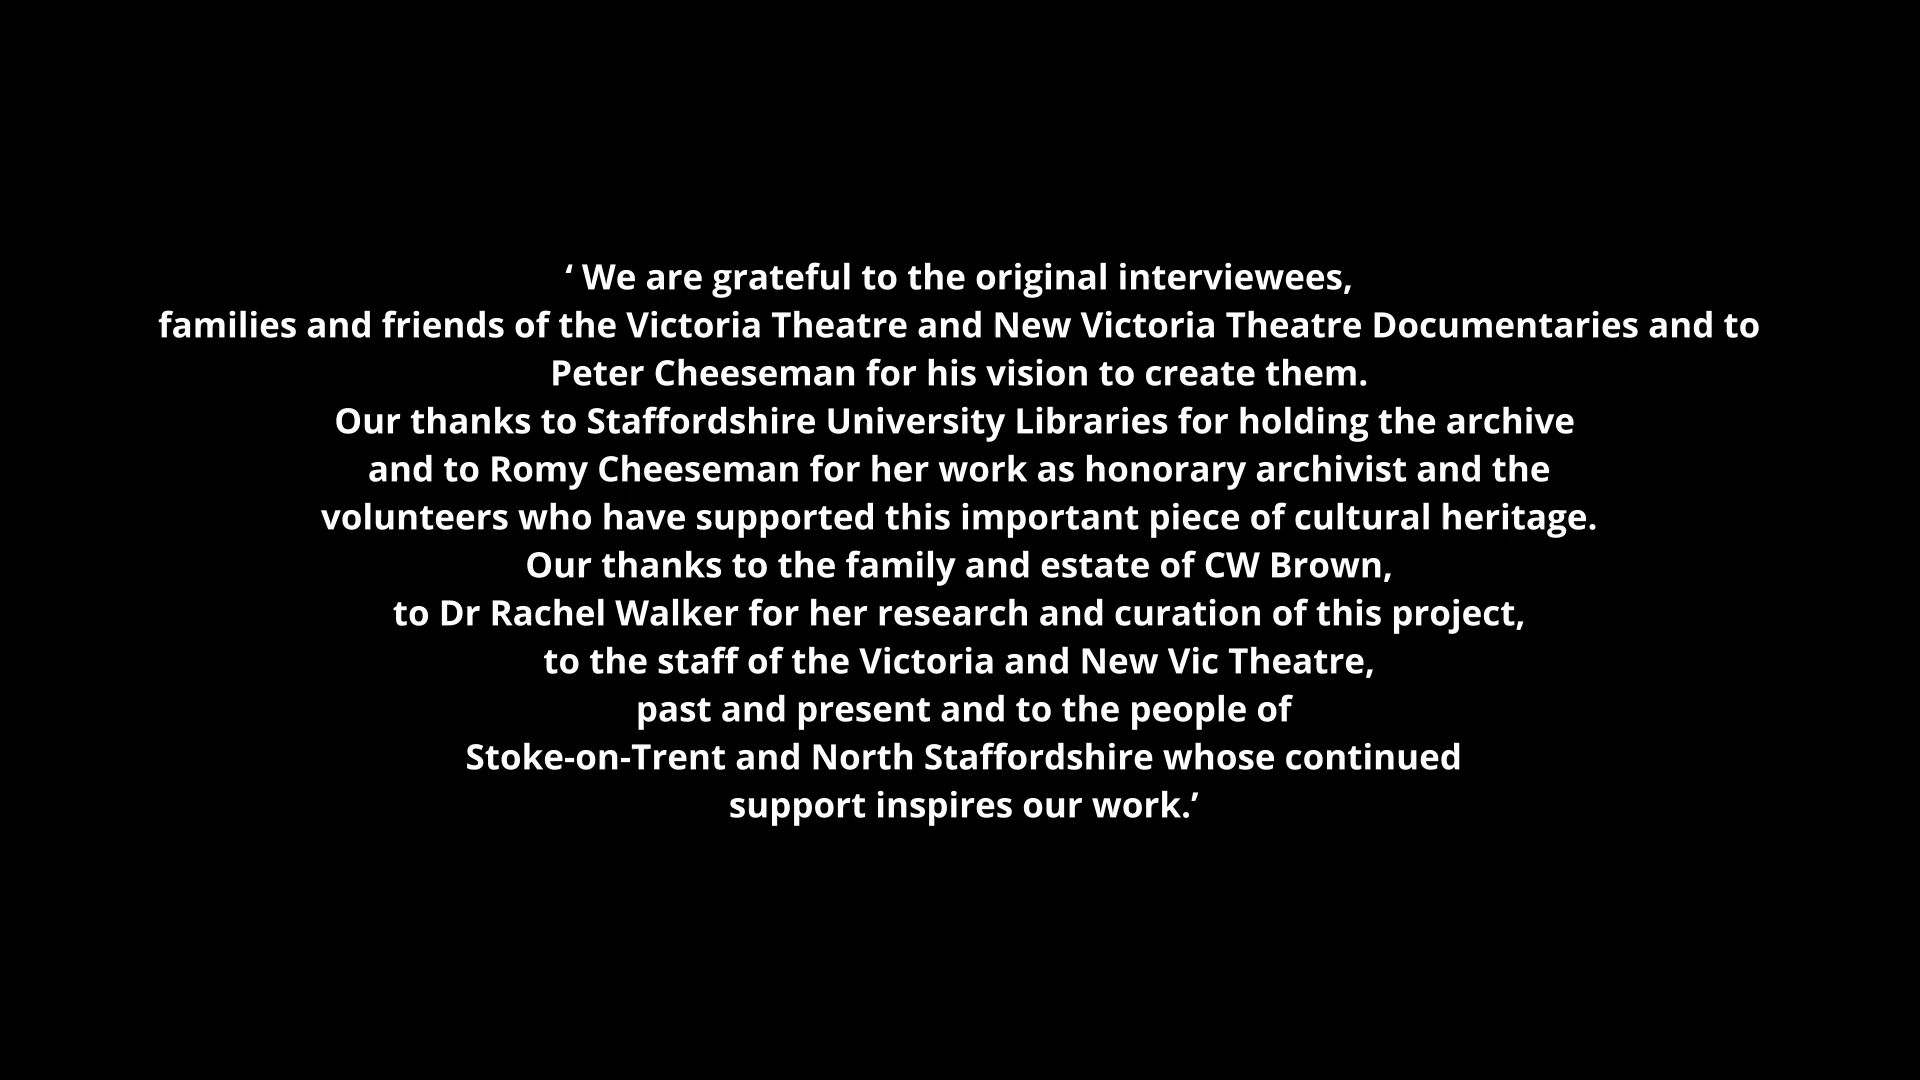 ‘ We are grateful to the original interviewees,
families and friends of the Victoria Theatre and New Victoria Theatre Documentaries and to
Peter Cheeseman for his vision to create them.
Our thanks to Staffordshire University Libraries for holding the archive
and to Romy Cheeseman for her work as honorary archivist and the
volunteers who have supported this important piece of cultural heritage.
Our thanks to the family and estate of CW Brown,
to Dr Rachel Walker for her research and curation of this project,
to the staff of the Victoria and New Vic Theatre,
past and present and to the people of
Stoke-on-Trent and North Staffordshire whose continued
support inspires our work.’